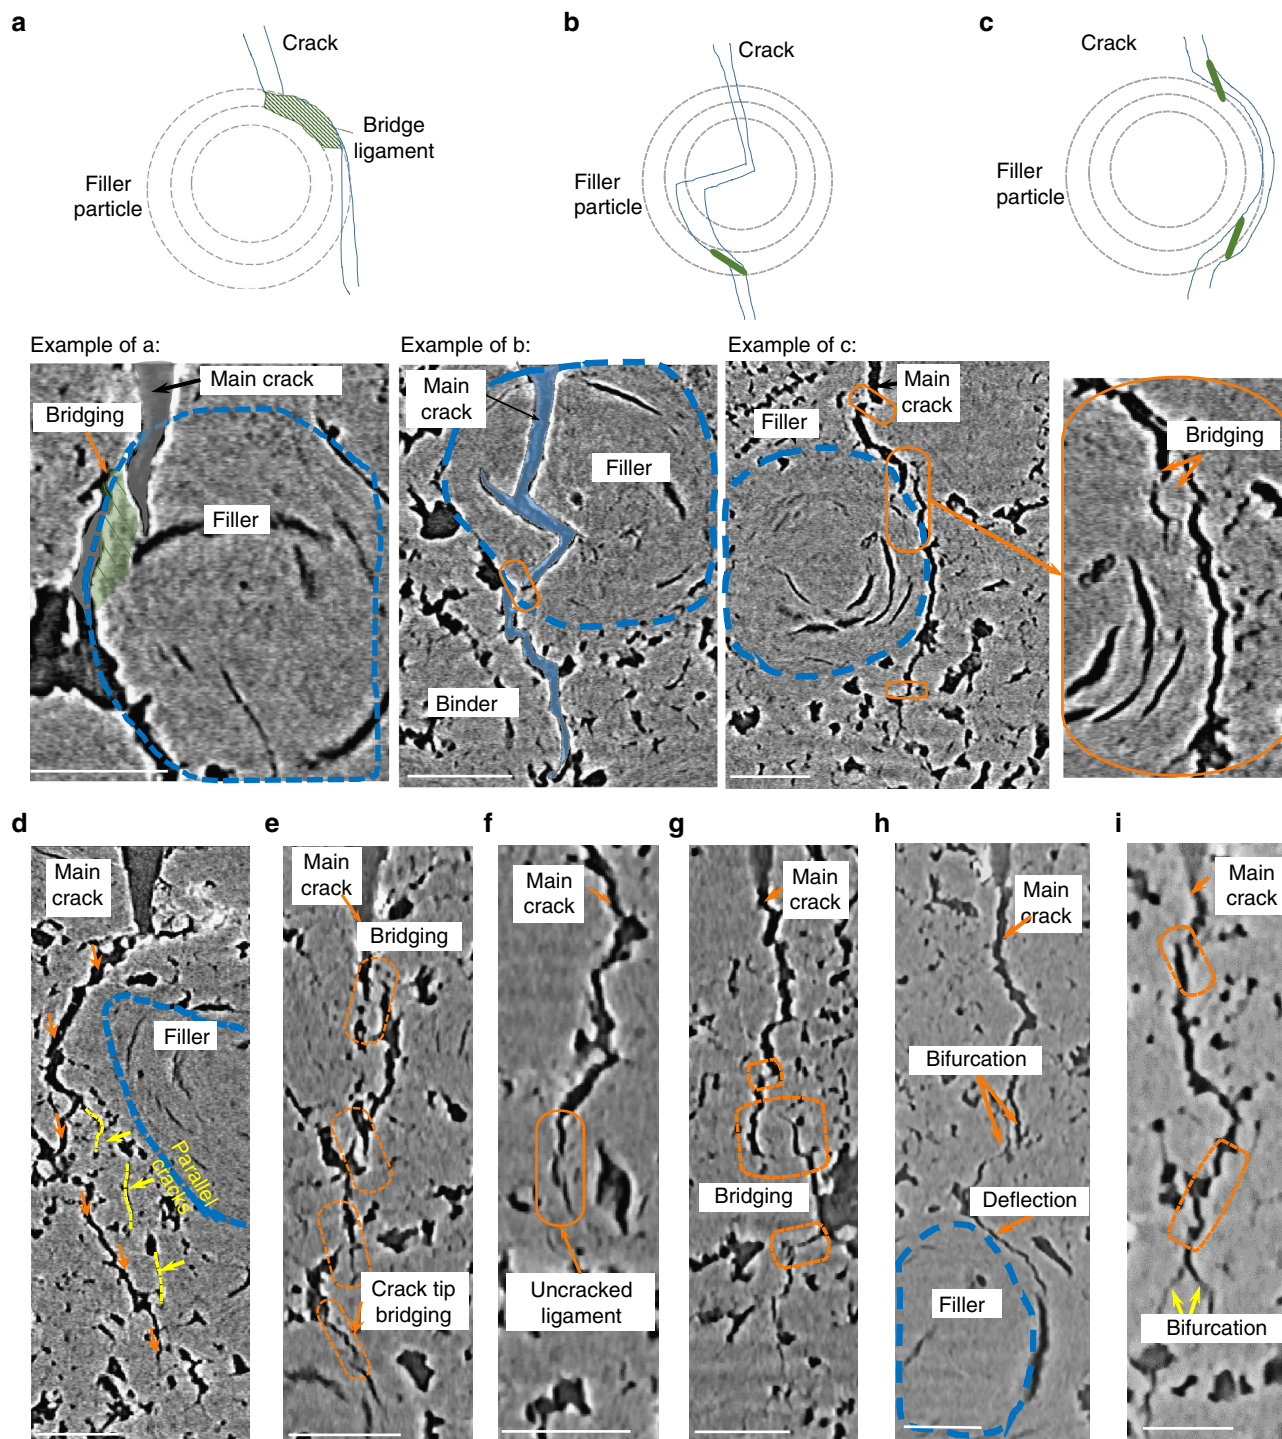 a
Crack
Bridge
ligament
Filler
particle
b
Crack
Filler
particle
c
Crack
Filler
particle
Example of a:
Main crack
Bridging
Filler
Example of b:
Main
crack
Filler
Binder
Example of c:
Main
crack
Filler
Bridging
d
Main
crack
Filler
Parallel
cracks
e
Main
crack
Bridging
Crack tip
bridging
f
Main
crack
Uncracked
ligament
g
Main
crack
Bridging
h
Main
crack
Bifurcation
Deflection
Filler
i
Main
crack
Bifurcation